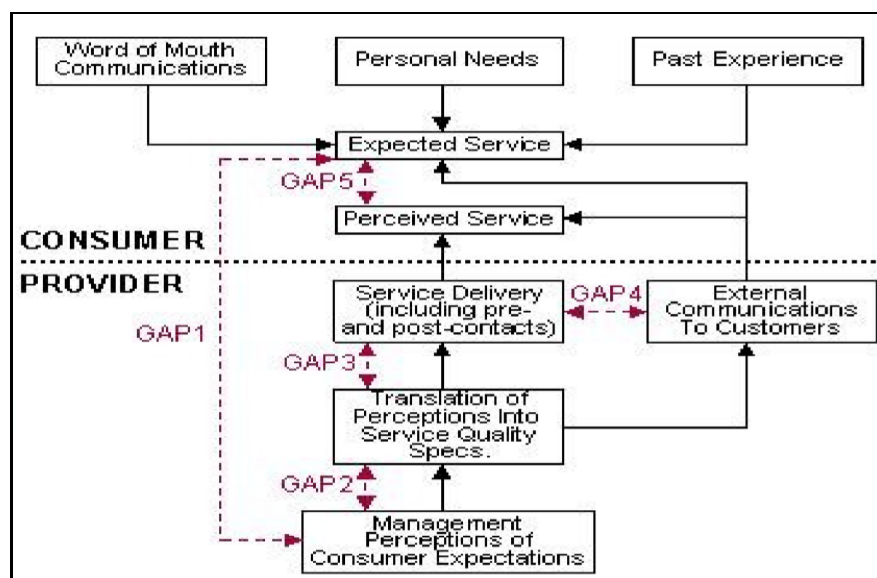 Word of Mouth
Communications
Personal Needs
Past Experience
Expected Service
GAP5
Perceived Service
CONSUMER
PROVIDER
Service Delivery
(including pre-
and post-contacts)
GAP4
External
Communications
To Customers
GAP1
GAP3
Translation of
Perceptions Into
Service Quality
Specs.
GAP2
Management
Perceptions of
Consumer Expectations